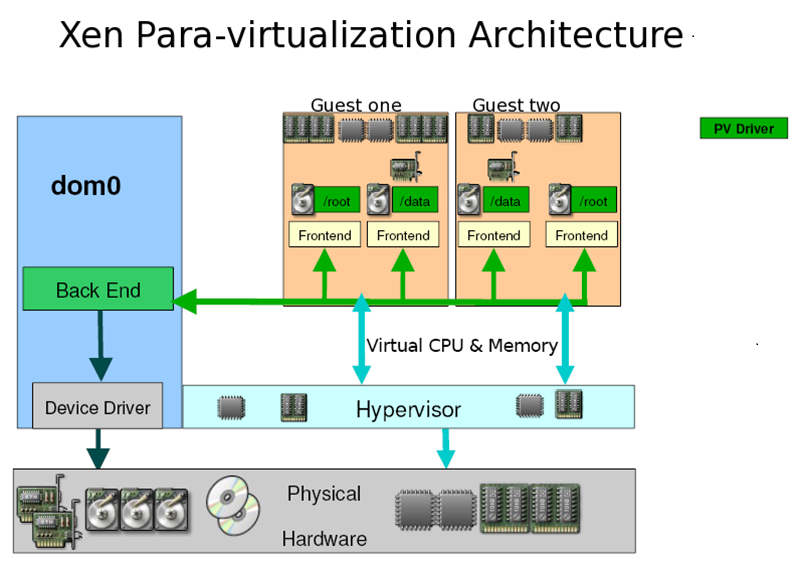 Xen Para-virtualization Architecture
Guest one
Guest two
PV Driver
dom0
/root
/data
/data
/root
Frontend
Frontend
Frontend
Frontend
Back End
Virtual CPU & Memory
Device Driver
Hypervisor
Physical
Hardware